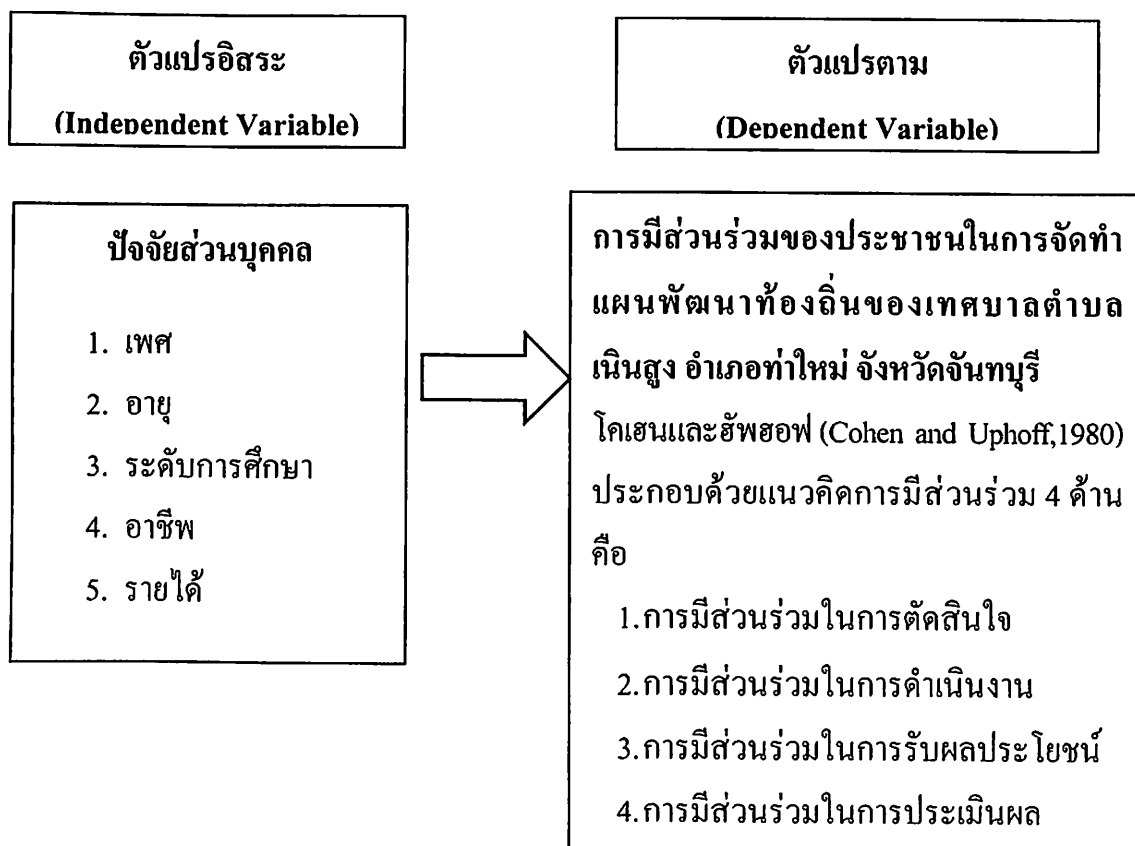 ตัวแปรอิสระ
(Independent Variable)
ตัวแปรตาม
(Dependent Variable)
ปัจจัยส่วนบุคคล
1. เพศ
2. อายุ
3. ระดับการศึกษา
4. อาชีพ
5. รายได้
การมีส่วนร่วมของประชาชนในการจัดทำ
แผนพัฒนาท้องถิ่นของเทศบาลตำบล
เนินสูง อำเภอท่าใหม่ จังหวัดจันทบุรี
โคเฮนและฮัพฮอฟ (Cohen and Uphoff,1980)
ประกอบด้วยแนวคิดการมีส่วนร่วม 4 ด้าน
คือ
1.การมีส่วนร่วมในการตัดสินใจ
2.การมีส่วนร่วมในการดำเนินงาน
3.การมีส่วนร่วมในการรับผลประโยชน์
4.การมีส่วนร่วมในการประเมินผล